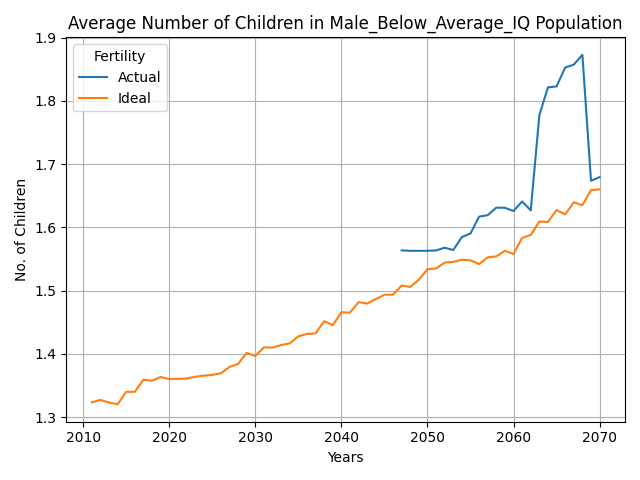 Average Number of Children in Male_Below_Average_IQ Population
Fertility
Actual
Ideal
No. of Children
1.9
1.8
1.7
1.6
1.5
1.4
1.3
2010 2020 2030 2040 2050 2060 2070
Years